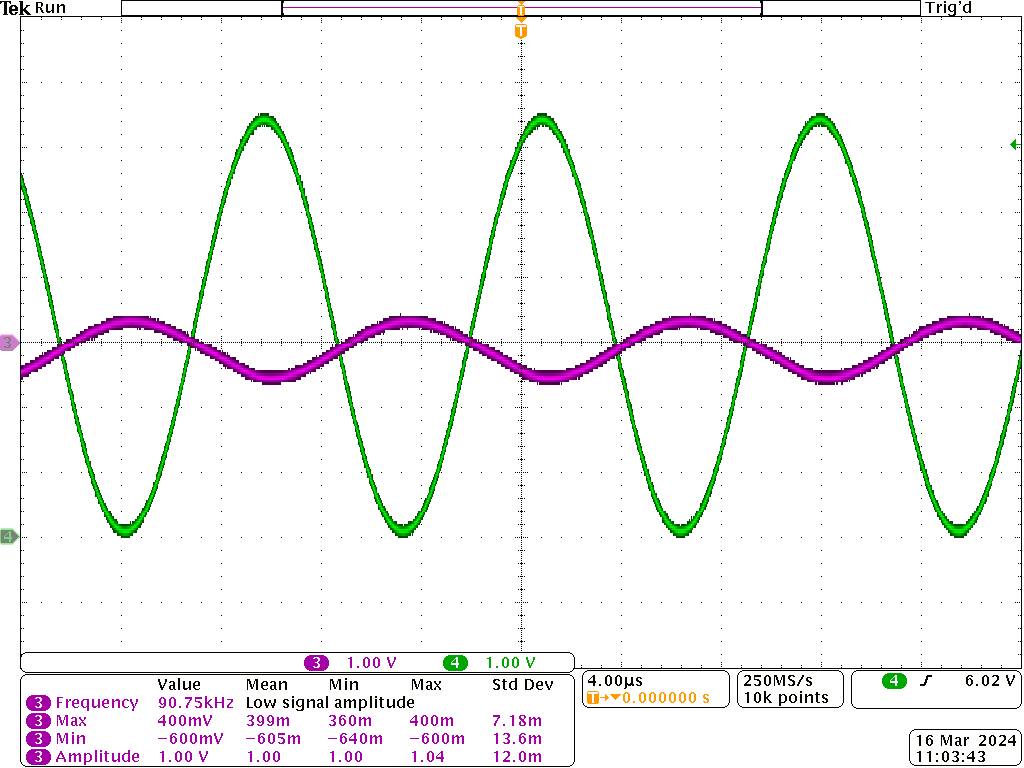 Tek Run Trig'd
T
T
3
4
3 1.00 V 4 1.00 V
Value Mean Min Max Std Dev
3 Frequency 90.75kHz Low signal amplitude
3 Max 400mV 399m 360m 400m 7.18m
3 Min −600mV −605m −640m −600m 13.6m
3 Amplitude 1.00 V 1.00 1.00 1.04 12.0m
4.00µs
T→▼0.000000 s
250MS/s
10k points
4 6.02 V
16 Mar 2024
11:03:43